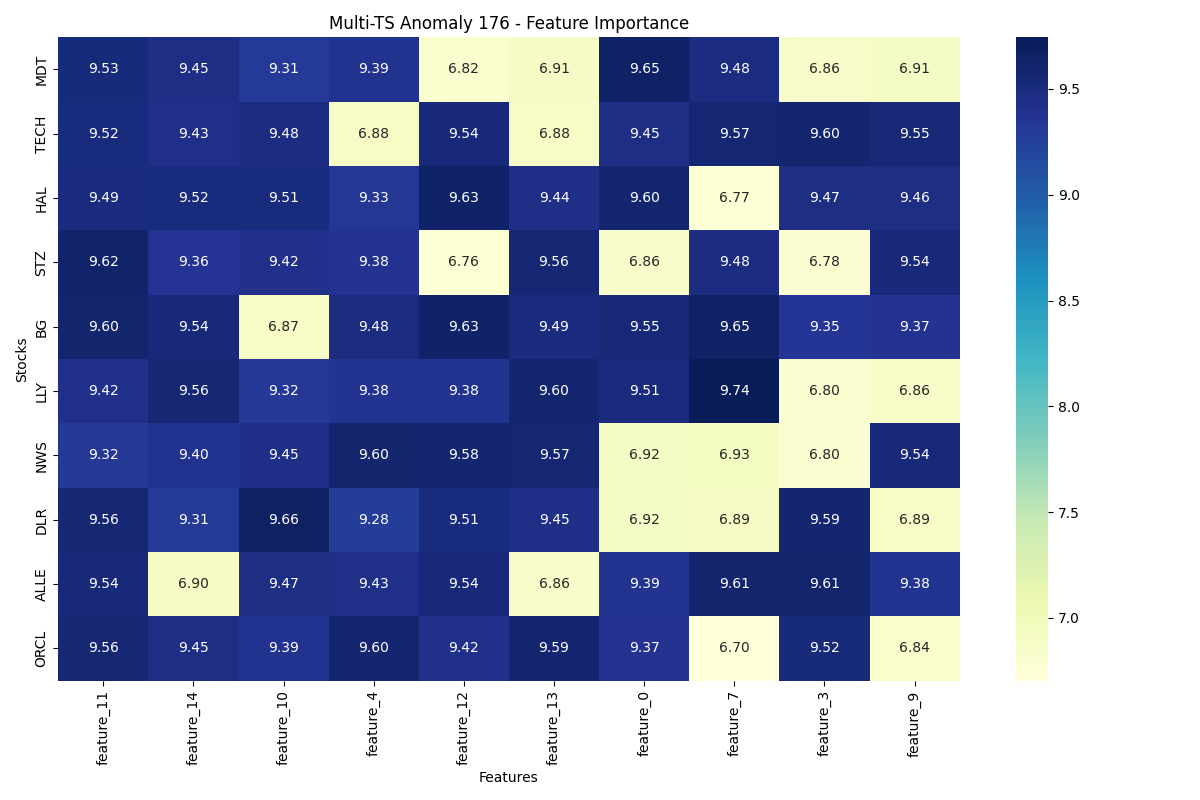 Multi-TS Anomaly 176 - Feature Importance
MDT 9.53 9.45 9.31 9.39 6.82 6.91 9.65 9.48 6.86 6.91
TECH 9.52 9.43 9.48 6.88 9.54 6.88 9.45 9.57 9.60 9.55
HAL 9.49 9.52 9.51 9.33 9.63 9.44 9.60 6.77 9.47 9.46
STZ 9.62 9.36 9.42 9.38 6.76 9.56 6.86 9.48 6.78 9.54
BG 9.60 9.54 6.87 9.48 9.63 9.49 9.55 9.65 9.35 9.37
LLY 9.42 9.56 9.32 9.38 9.38 9.60 9.51 9.74 6.80 6.86
NWS 9.32 9.40 9.45 9.60 9.58 9.57 6.92 6.93 6.80 9.54
DLR 9.56 9.31 9.66 9.28 9.51 9.45 6.92 6.89 9.59 6.89
ALLE 9.54 6.90 9.47 9.43 9.54 6.86 9.39 9.61 9.61 9.38
ORCL 9.56 9.45 9.39 9.60 9.42 9.59 9.37 6.70 9.52 6.84
Stocks
feature_11 feature_14 feature_10 feature_4 feature_12 feature_13 feature_0 feature_7 feature_3 feature_9
Features
9.5
9.0
8.5
8.0
7.5
7.0